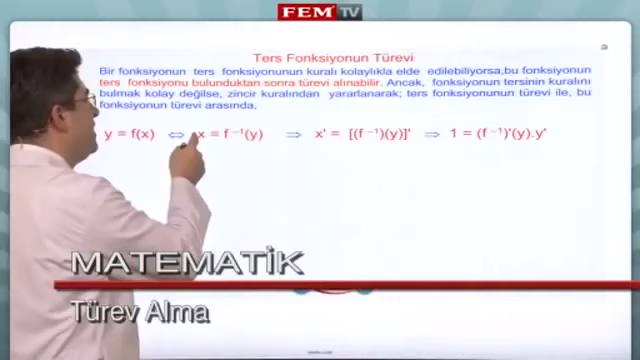 FEM TV
Ters Fonksiyonun Türevi
Bir fonksiyonun ters fonksiyonunun kuralı kolaylıkla elde edilebiliyorsa,bu fonksiyonun
ters fonksiyonu bulunduktan sonra türevi alınabilir. Ancak, fonksiyonun tersinin kuralını
bulmak kolay değilse, zincir kuralından yararlanarak; ters fonksiyonunun türevi ile, bu
fonksiyonun türevi arasında,
y = f(x) ⇔ x = f⁻¹(y) ⇒ x' = [(f⁻¹)(y)]' ⇒ 1 = (f⁻¹)'(y).y'
MATEMATİK
Türev Alma